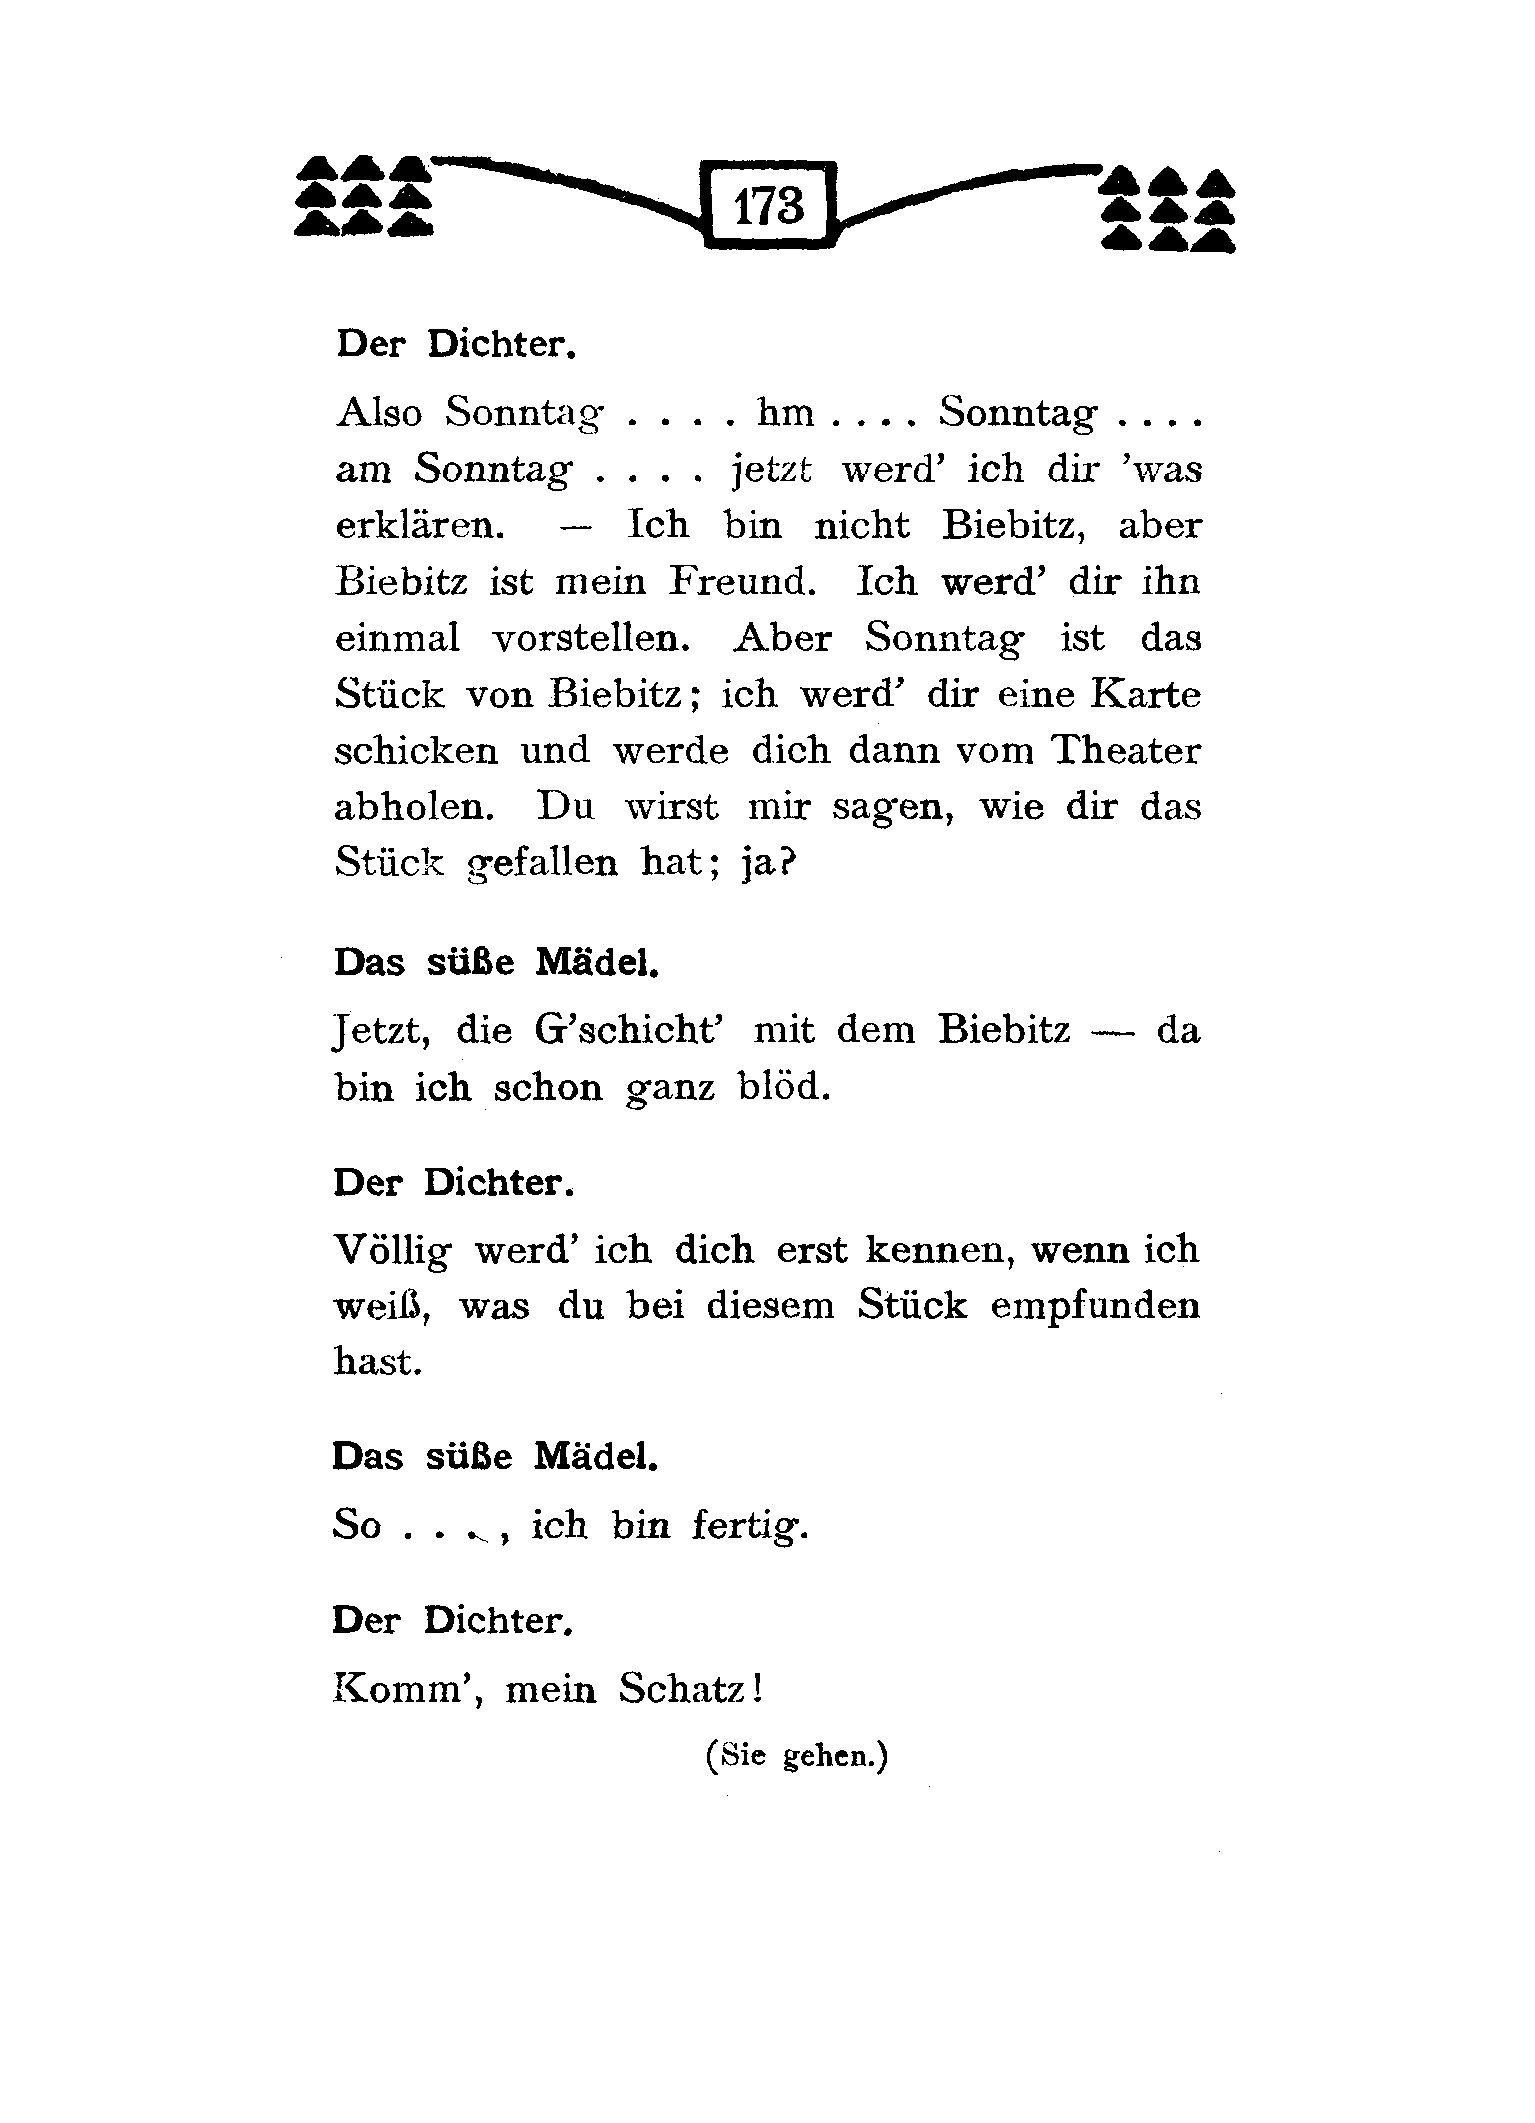 173
Der Dichter.
Also Sonntag . . . . hm . . . . Sonntag . . . .
am Sonntag . . . . jetzt werd’ ich dir ’was
erklären. — Ich bin nicht Biebitz, aber
Biebitz ist mein Freund. Ich werd’ dir ihn
einmal vorstellen. Aber Sonntag ist das
Stück von Biebitz; ich werd’ dir eine Karte
schicken und werde dich dann vom Theater
abholen. Du wirst mir sagen, wie dir das
Stück gefallen hat; ja?
Das süße Mädel.
Jetzt, die G’schicht’ mit dem Biebitz — da
bin ich schon ganz blöd.
Der Dichter.
Völlig werd’ ich dich erst kennen, wenn ich
weiß, was du bei diesem Stück empfunden
hast.
Das süße Mädel.
So . . ., ich bin fertig.
Der Dichter.
Komm’, mein Schatz!
(Sie gehen.)